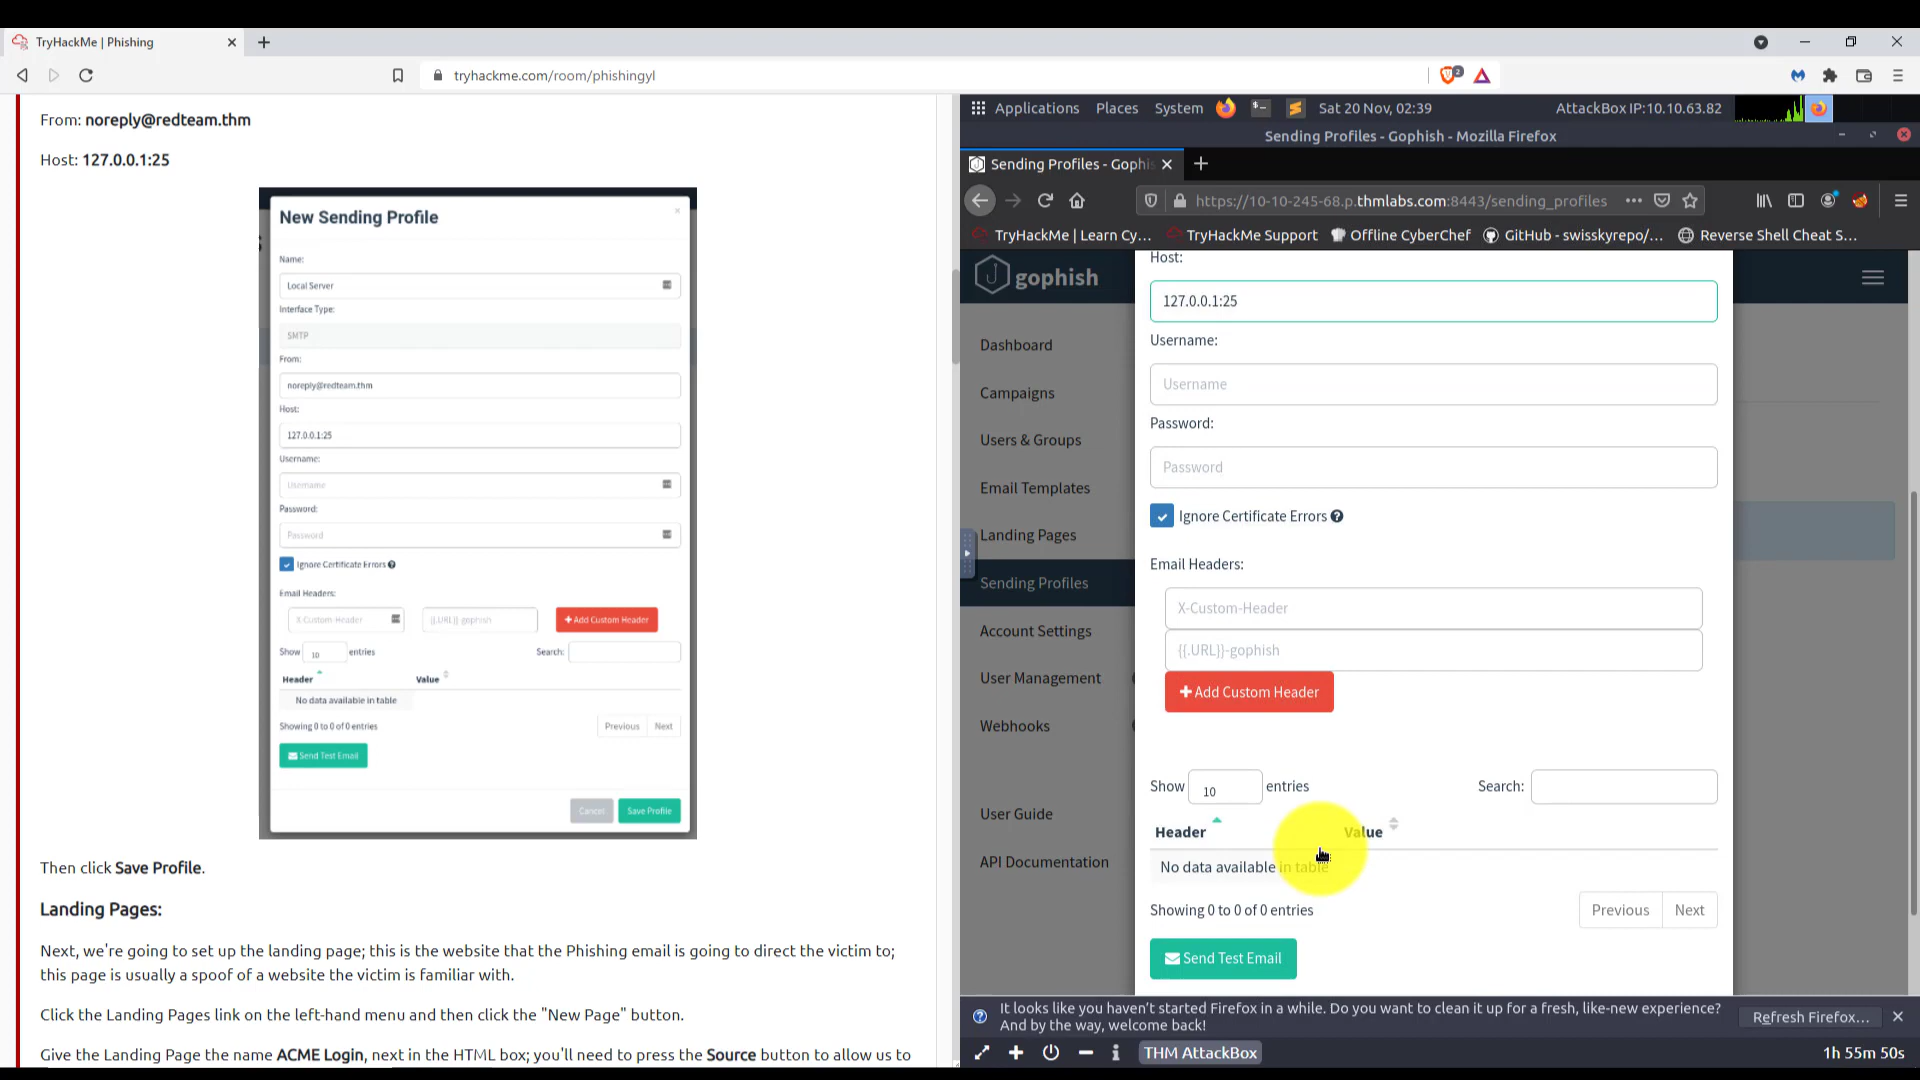 TryHackMe | Phishing
tryhackme.com/room/phishingyl
2
From: noreply@redteam.thm
Host: 127.0.0.1:25
New Sending Profile
Name:
Local Server
Interface Type:
SMTP
From:
noreply@redteam.thm
Host:
127.0.0.1:25
Username:
Username
Password:
Password
Ignore Certificate Errors
Email Headers:
X-Custom-Header
{{.URL}}-gophish
Add Custom Header
Show 10 entries
Search:
Header
Value
No data available in table
Showing 0 to 0 of 0 entries
Previous
Next
Send Test Email
Cancel
Save Profile
Then click Save Profile.
Landing Pages:
Next, we're going to set up the landing page; this is the website that the Phishing email is going to direct the victim to;
this page is usually a spoof of a website the victim is familiar with.
Click the Landing Pages link on the left-hand menu and then click the "New Page" button.
Give the Landing Page the name ACME Login, next in the HTML box; you'll need to press the Source button to allow us to
Applications Places System Sat 20 Nov, 02:39 AttackBox IP:10.10.63.82
Sending Profiles - Gophish - Mozilla Firefox
Sending Profiles - Gophis
https://10-10-245-68.p.thmlabs.com:8443/sending_profiles
TryHackMe | Learn Cy… TryHackMe Support Offline CyberChef GitHub - swisskyrepo/… Reverse Shell Cheat S…
gophish
Dashboard
Campaigns
Users & Groups
Email Templates
Landing Pages
Sending Profiles
Account Settings
User Management
Webhooks
User Guide
API Documentation
Host:
127.0.0.1:25
Username:
Username
Password:
Password
Ignore Certificate Errors
Email Headers:
X-Custom-Header
{{.URL}}-gophish
Add Custom Header
Show 10 entries
Search:
Header
Value
No data available in table
Showing 0 to 0 of 0 entries
Previous
Next
Send Test Email
It looks like you haven't started Firefox in a while. Do you want to clean it up for a fresh, like-new experience?
And by the way, welcome back!
Refresh Firefox…
THM AttackBox
1h 55m 50s